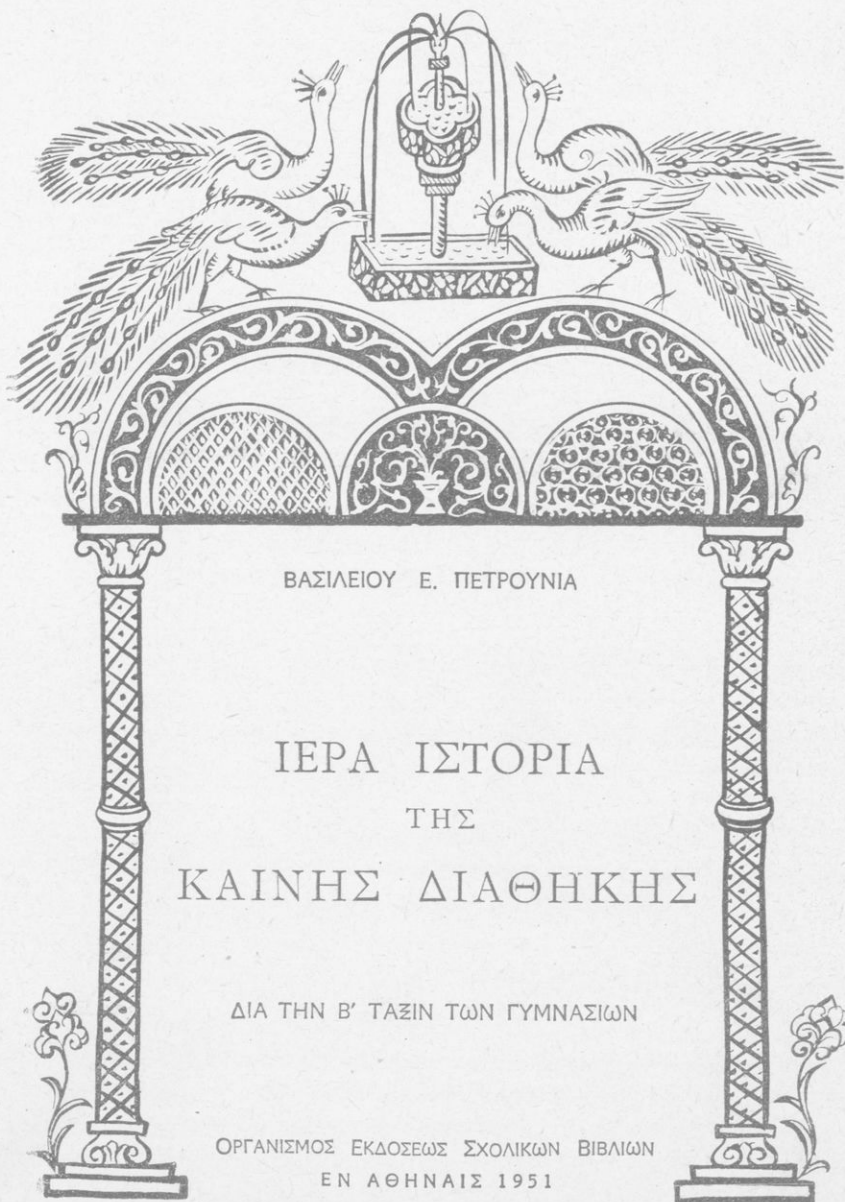 ΒΑΣΙΛΕΙΟΥ Ε. ΠΕΤΡΟΥΝΙΑ
ΙΕΡΑ ΙΣΤΟΡΙΑ
ΤΗΣ
ΚΑΙΝΗΣ ΔΙΑΘΗΚΗΣ
ΔΙΑ ΤΗΝ Β′ ΤΑΞΙΝ ΤΩΝ ΓΥΜΝΑΣΙΩΝ
ΟΡΓΑΝΙΣΜΟΣ ΕΚΔΟΣΕΩΣ ΣΧΟΛΙΚΩΝ ΒΙΒΛΙΩΝ
ΕΝ ΑΘΗΝΑΙΣ 1951